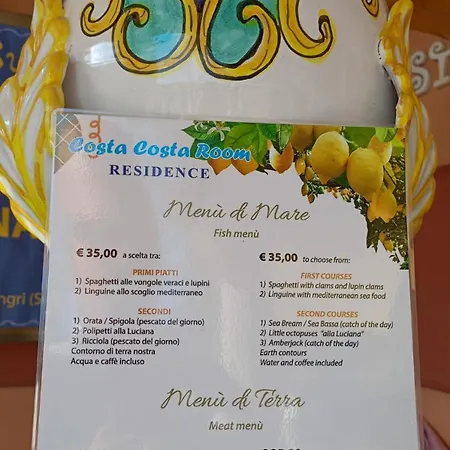 Costa Costa Room
RESIDENCE
Menù di Mare
Fish menù
€ 35,00 a scelta tra:
PRIMI PIATTI
1) Spaghetti alle vongole veraci e lupini
2) Linguine allo scoglio mediterraneo
SECONDI
1) Orata / Spigola (pescato del giorno)
2) Polipetti alla Luciana
3) Ricciola (pescato del giorno)
Contorno di terra nostra
Acqua e caffè incluso
€ 35,00 to choose from:
FIRST COURSES
1) Spaghetti with clams and lupin clams
2) Linguine with mediterranean sea food
SECOND COURSES
1) Sea Bream / Sea Bassa (catch of the day)
2) Little octopuses "alla Luciana"
3) Amberjack (catch of the day)
Earth contours
Water and coffee included
Menù di Terra
Meat menù